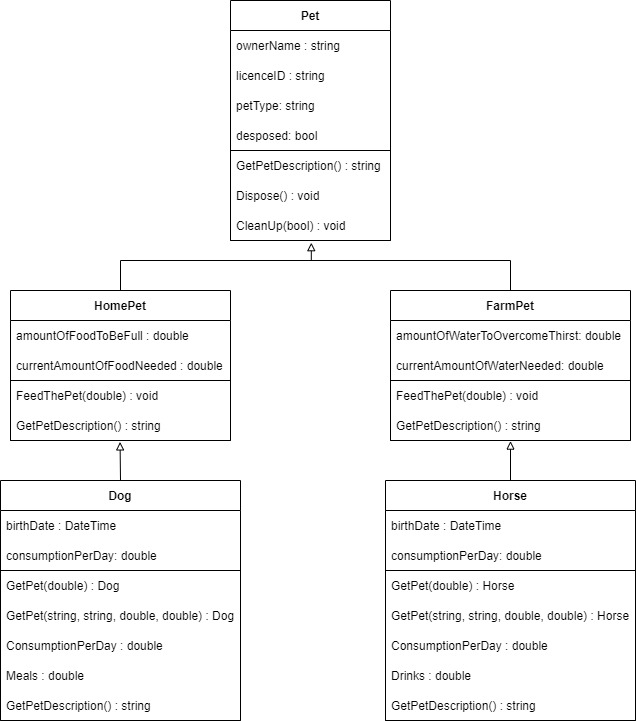 Pet
ownerName : string
licenceID : string
petType: string
desposed: bool
GetPetDescription() : string
Dispose() : void
CleanUp(bool) : void
HomePet
amountOfFoodToBeFull : double
currentAmountOfFoodNeeded : double
FeedThePet(double) : void
GetPetDescription() : string
FarmPet
amountOfWaterToOvercomeThirst: double
currentAmountOfWaterNeeded: double
FeedThePet(double) : void
GetPetDescription() : string
Dog
birthDate : DateTime
consumptionPerDay: double
GetPet(double) : Dog
GetPet(string, string, double, double) : Dog
ConsumptionPerDay : double
Meals : double
GetPetDescription() : string
Horse
birthDate : DateTime
consumptionPerDay: double
GetPet(double) : Horse
GetPet(string, string, double, double) : Horse
ConsumptionPerDay : double
Drinks : double
GetPetDescription() : string